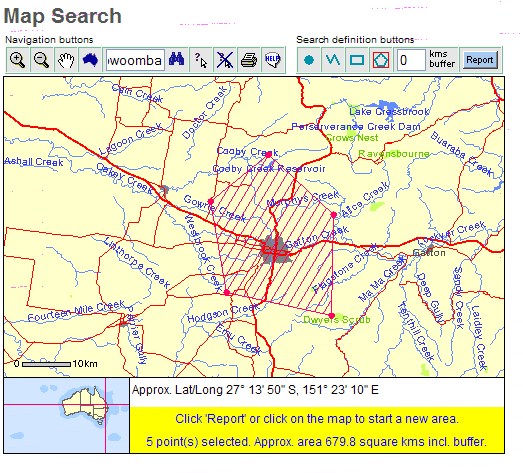 Map Search
Navigation buttons
Search definition buttons
woomba
?
HELP
0
kms
buffer
Report
Cain Creek
Doctor Creek
Lake Cressbrook
Perseverance Creek Dam
Crows Nest
Lagoon Creek
Ravensbourne
Buaraba Creek
Cooby Creek
Ashall Creek
Cooby Creek Reservoir
Oakey Creek
Murphys Creek
Gowrie Creek
Alice Creek
Westbrook Creek
Gatton Creek
Lockyer Creek
Linthorpe Creek
Gatton
Flagstone Creek
Ma Ma Creek
Sandy Creek
Deep Gully
Fourteen Mile Creek
Hodgson Creek
Dwyers Scrub
Tenthill Creek
Laidley Creek
Emu Creek
0
10km
Approx. Lat/Long 27° 13' 50" S, 151° 23' 10" E
Click 'Report' or click on the map to start a new area.
5 point(s) selected. Approx. area 679.8 square kms incl. buffer.